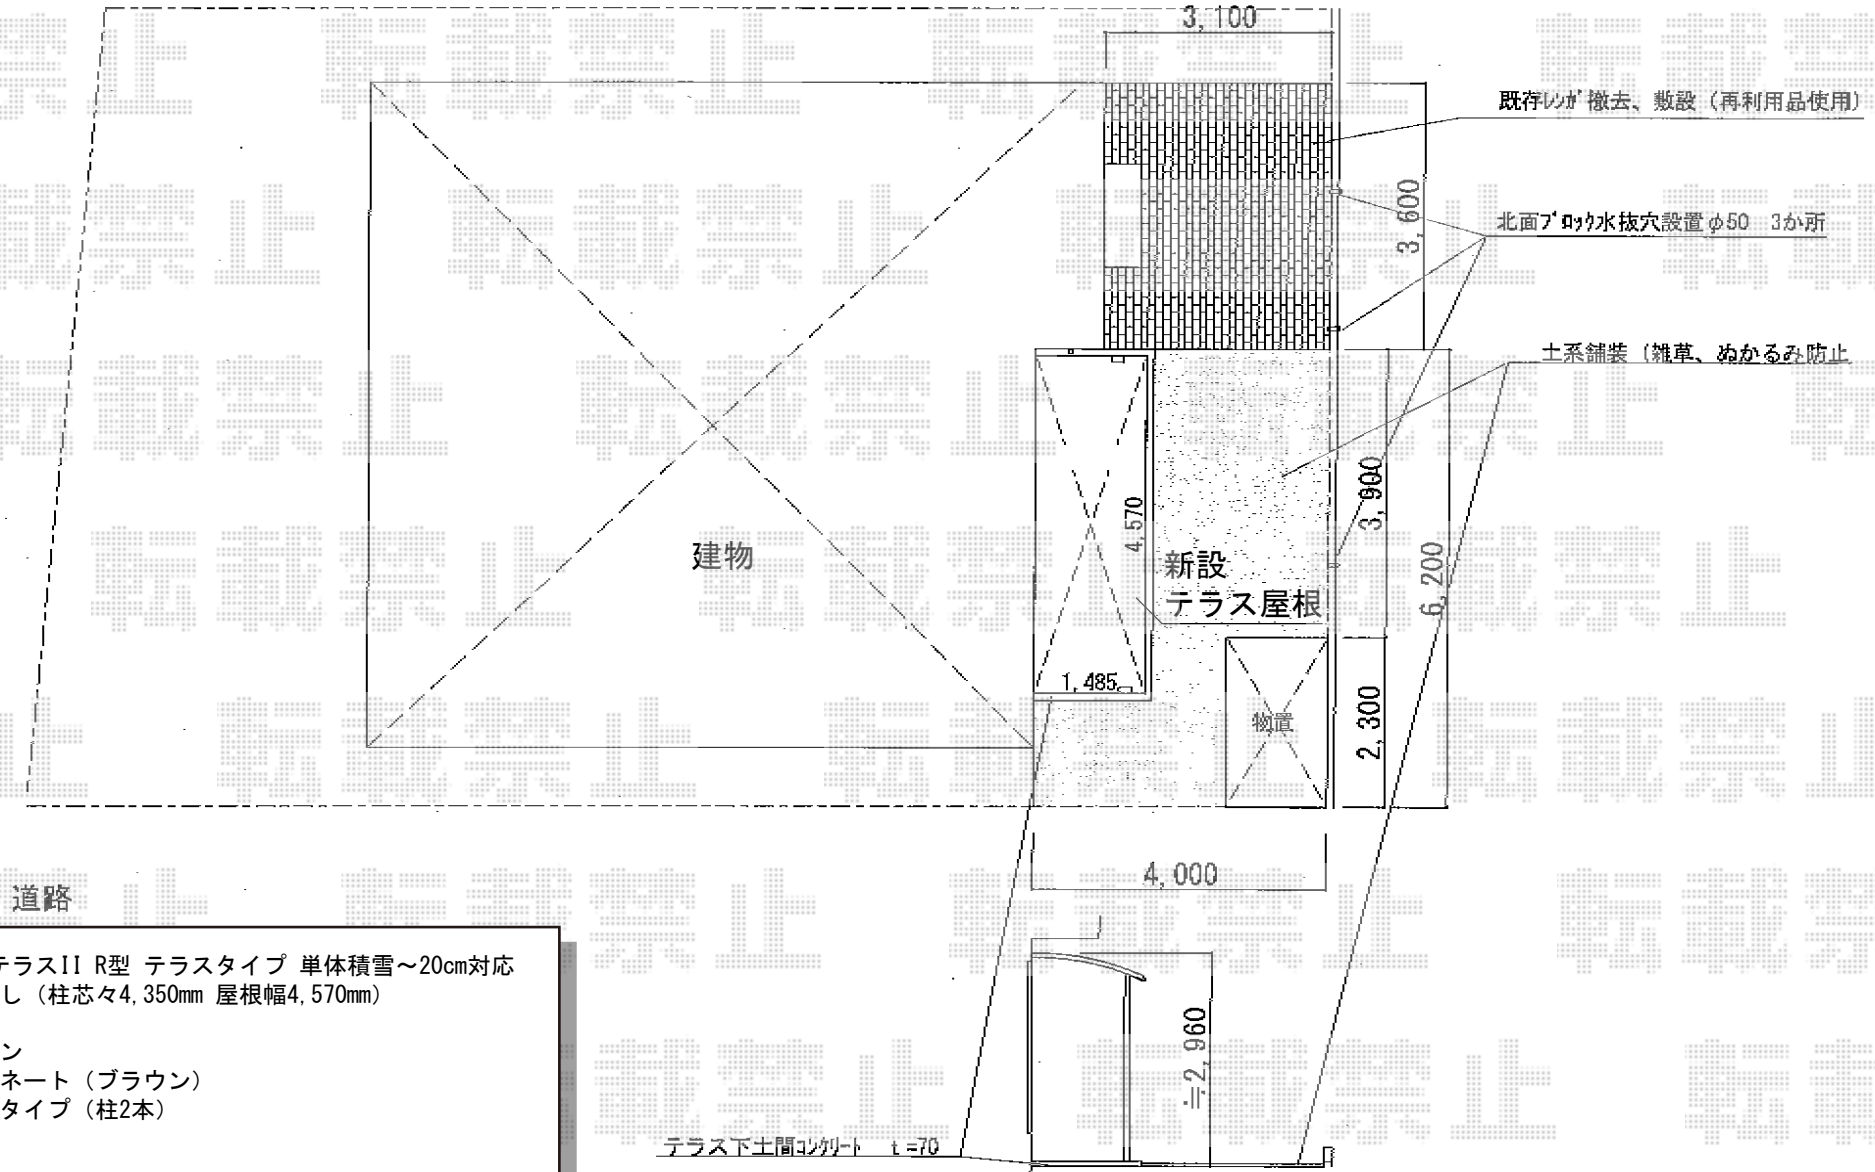 3,100
既存レンガ撤去、敷設（再利用品使用）
3,600
北面ブロック水抜穴設置φ50 3か所
土系舗装（雑草、ぬかるみ防止
3,900
4,570
建物
新設
テラス屋根
6,200
1,485
物置
2,300
4,000
道路
テラスII R型 テラスタイプ 単体積雪～20cm対応
し（柱芯々4,350mm 屋根幅4,570mm）
ン
ネート（ブラウン）
タイプ（柱2本）
≒2,960
テラス下土間コンクリート t=70
転載禁止